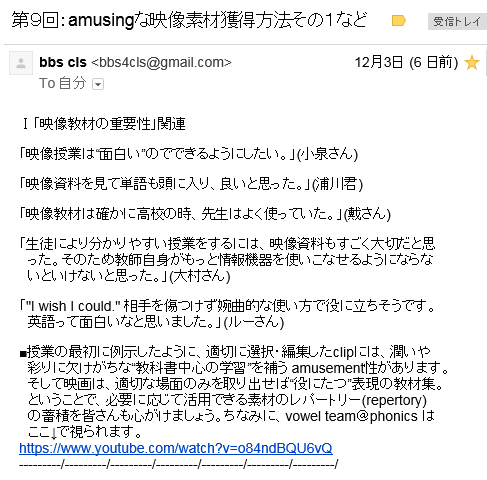 第９回：amusingな映像素材獲得方法その１など
受信トレイ
bbs cls <bbs4cls@gmail.com>
12月3日 (6 日前)
To 自分
Ⅰ「映像教材の重要性」関連
「映像授業は“面白い”のでできるようにしたい。」(小泉さん)
「映像資料を見て単語も頭に入り、良いと思った。」(浦川君)
「映像教材は確かに高校の時、先生はよく使っていた。」(戴さん)
「生徒により分かりやすい授業をするには、映像資料もすごく大切だと思
った。そのため教師自身がもっと情報機器を使いこなせるようにならな
いといけないと思った。」(大村さん)
「"I wish I could." 相手を傷つけず婉曲的な使い方で役に立ちそうです。
英語って面白いなと思いました。」(ルーさん)
■授業の最初に例示したように、適切に選択・編集したclipには、潤いや
彩りに欠けがちな“教科書中心の学習”を補う amusement性があります。
そして映画は、適切な場面のみを取り出せば“役にたつ”表現の教材集。
ということで、必要に応じて活用できる素材のレパートリー(repertory)
の蓄積を皆さんも心がけましょう。ちなみに、vowel team＠phonics は
ここ↓で視られます。
https://www.youtube.com/watch?v=o84ndBQU6vQ
---------/---------/---------/---------/---------/---------/---------/